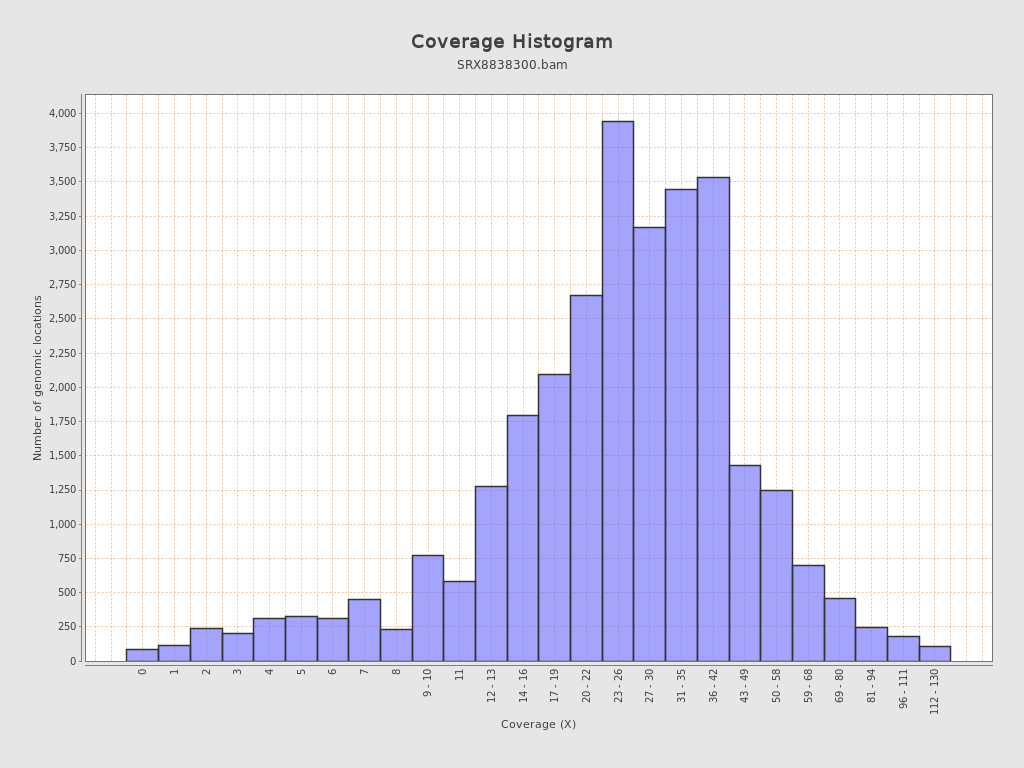 Coverage Histogram
SRX8838300.bam
Number of genomic locations
4,000
3,750
3,500
3,250
3,000
2,750
2,500
2,250
2,000
1,750
1,500
1,250
1,000
750
500
250
0
0
1
2
3
4
5
6
7
8
9 - 10
11
12 - 13
14 - 16
17 - 19
20 - 22
23 - 26
27 - 30
31 - 35
36 - 42
43 - 49
50 - 58
59 - 68
69 - 80
81 - 94
96 - 111
112 - 130
Coverage (X)